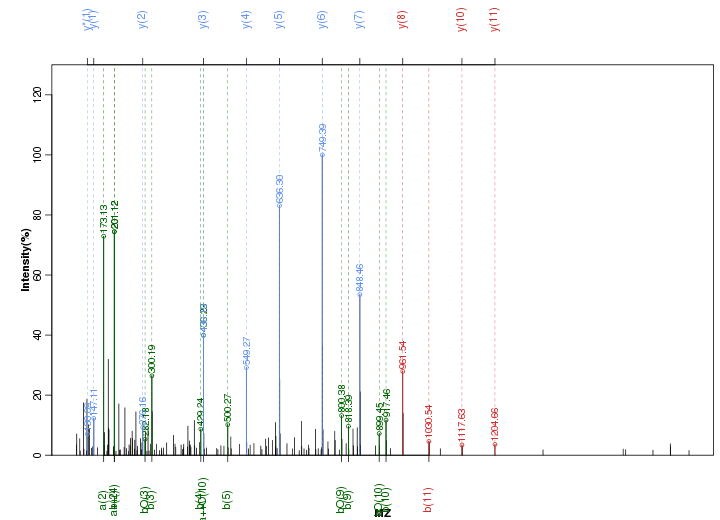 y(1)
y(2)
y(3)
y(4)
y(5)
y(6)
y(7)
y(8)
y(10)
y(11)
Intensity(%)
0
20
40
60
80
100
120
147.11
173.13
201.12
282.18
300.19
429.24
500.27
549.27
636.30
749.39
800.38
818.39
848.46
899.45
917.46
961.54
1030.54
1117.63
1204.66
a(2)
b(3)
b(5)
b(9)
b(11)
MZ